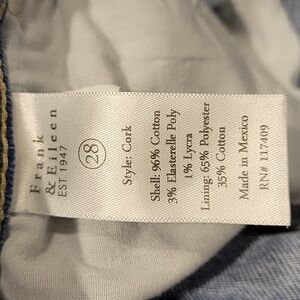 Frank
& Eileen
EST 1947
28
Style: Cork
Shell: 96% Cotton
3% Elasterelle Poly
1% Lycra
Lining: 65% Polyester
35% Cotton
Made in Mexico
RN# 117409